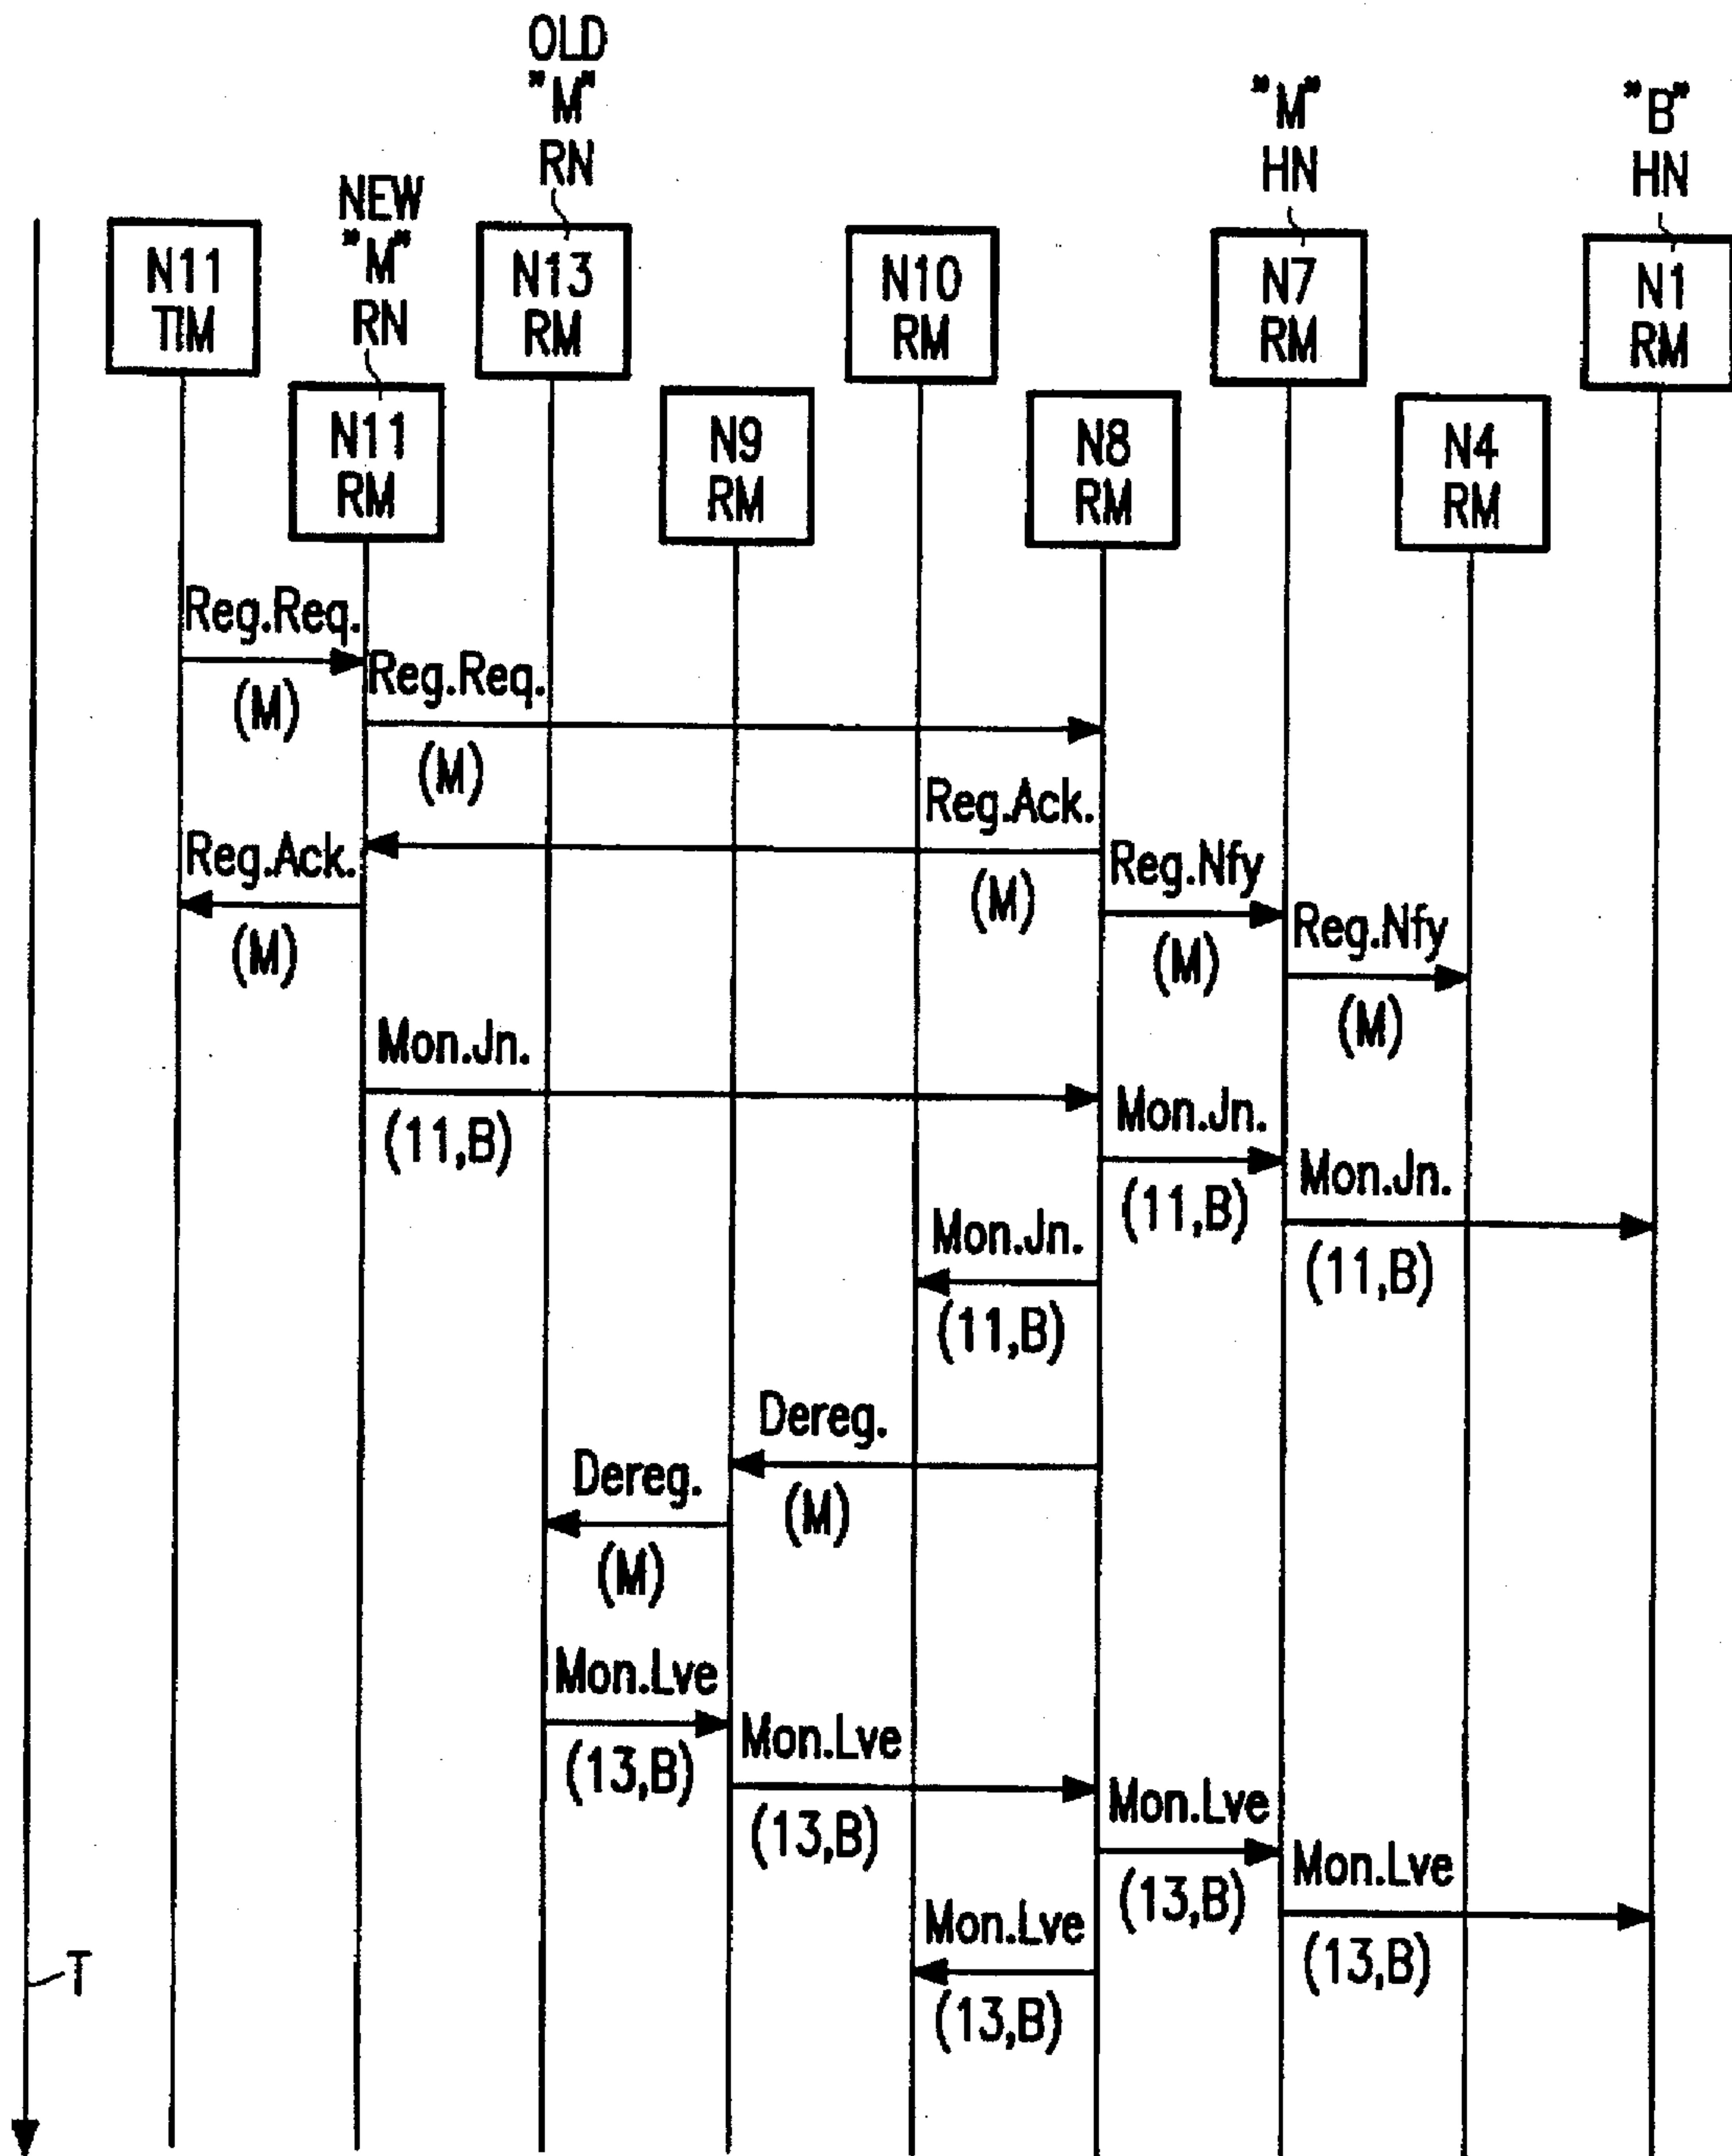 OLD
"M"
RN
"M"
HN
"B"
HN
NEW
"M"
RN
N11
TIM
N13
RM
N10
RM
N7
RM
N1
RM
N11
RM
N9
RM
N8
RM
N4
RM
Reg.Req.
(M)
Reg.Req.
(M)
Reg.Ack.
(M)
Reg.Ack.
(M)
Reg.Nfy
(M)
Reg.Nfy
(M)
Mon.Jn.
(11,B)
Mon.Jn.
(11,B)
Mon.Jn.
(11,B)
Mon.Jn.
(11,B)
Dereg.
(M)
Dereg.
(M)
Mon.Lve
(13,B)
Mon.Lve
(13,B)
Mon.Lve
(13,B)
Mon.Lve
(13,B)
Mon.Lve
(13,B)
T